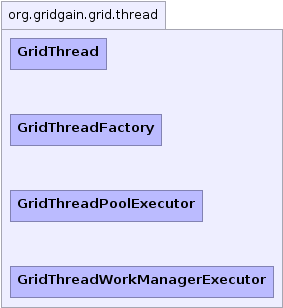 org.gridgain.grid.thread
GridThread
GridThreadFactory
GridThreadPoolExecutor
GridThreadWorkManagerExecutor